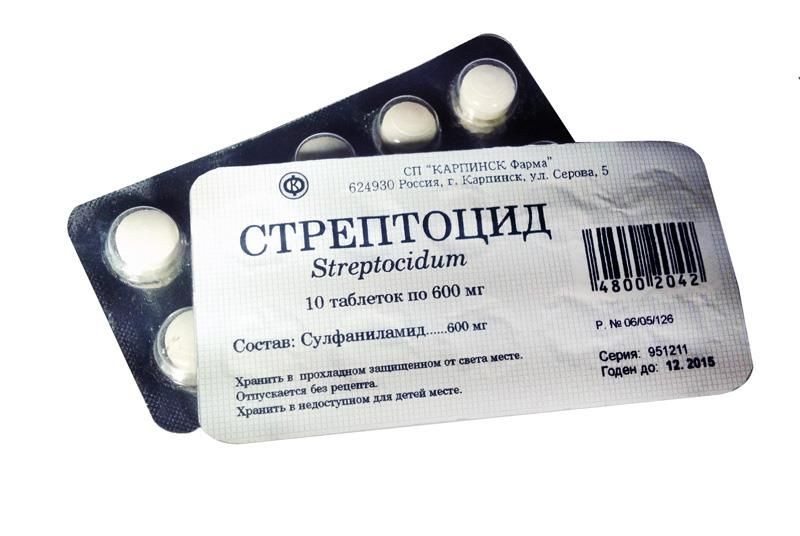 СП "КАРПИНСК Фарма"
624930 Россия, г. Карпинск, ул. Серова, 5
СТРЕПТОЦИД
Streptocidum
10 таблеток по 600 мг
Состав: Сулфаниламид......600 мг
Хранить в прохладном защищенном от света месте.
Отпускается без рецепта.
Хранить в недоступном для детей месте.
48002042
Р. № 06/05/126
Серия: 951211
Годен до: 12. 2015